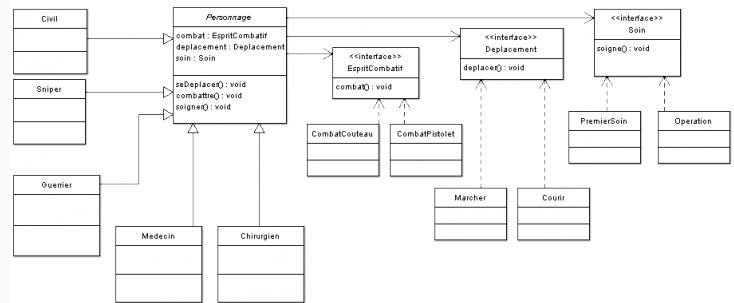 Civil
Sniper
Guerrier
Personnage
combat : EspritCombatif
deplacement : Deplacement
soin : Soin
seDeplacer() : void
combattre() : void
soigner() : void
Medecin
Chirurgien
<<interface>>
EspritCombatif
combat() : void
CombatCouteau
CombatPistolet
<<interface>>
Deplacement
deplacer() : void
Marcher
Courir
<<interface>>
Soin
soigne() : void
PremierSoin
Operation